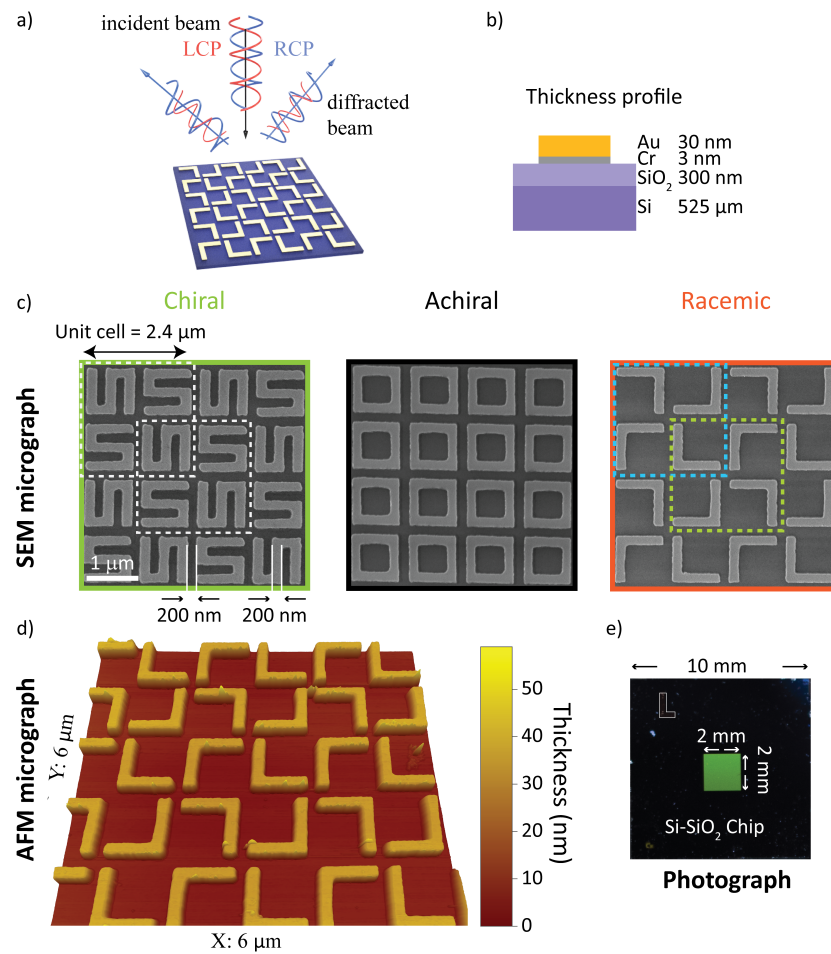 a)
incident beam
LCP
RCP
diffracted
beam
b)
Thickness profile
Au 30 nm
Cr 3 nm
SiO₂ 300 nm
Si 525 µm
c)
Chiral
Achiral
Racemic
Unit cell = 2.4 µm
SEM micrograph
1 µm
200 nm
200 nm
d)
AFM micrograph
Y: 6 µm
X: 6 µm
50
40
30
20
10
0
Thickness (nm)
e)
10 mm
L
2 mm
2 mm
Si-SiO₂ Chip
Photograph